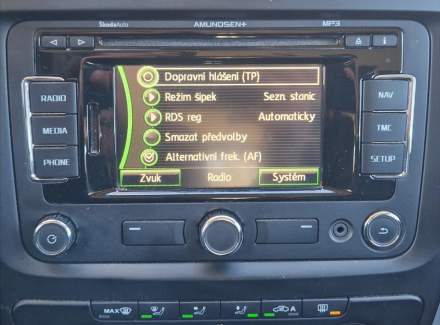 ŠkodaAuto AMUNDSEN+ MP3
RADIO
MEDIA
PHONE
Dopravní hlášení (TP)
Režim šipek Sezn. stanic
RDS reg Automaticky
Smazat předvolby
Alternativní frek. (AF)
Zvuk Radio Systém
NAV
TMC
SETUP
MAX
A